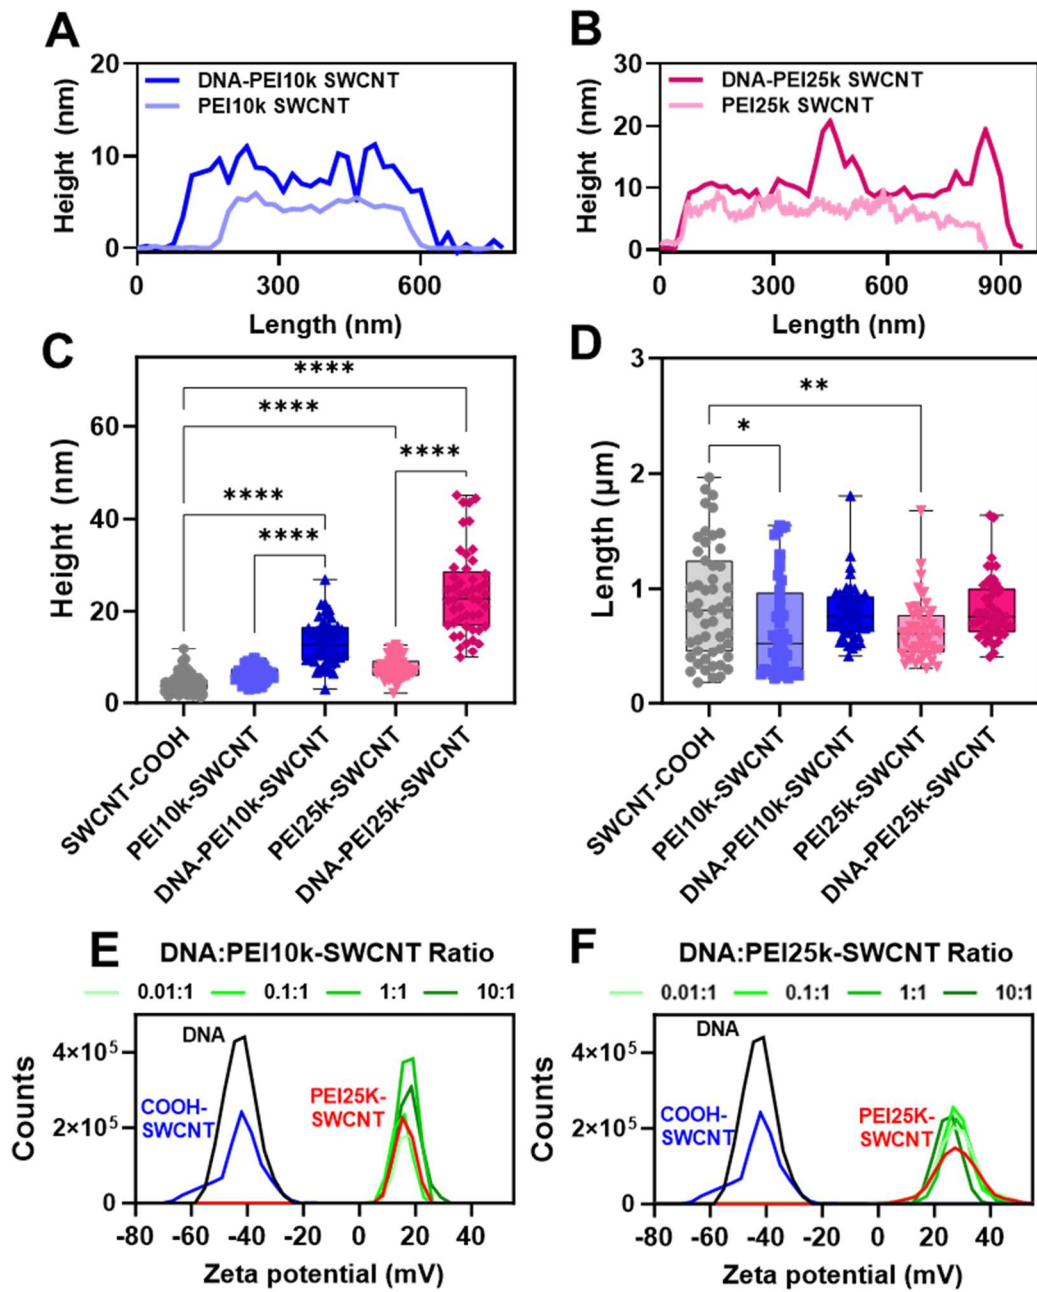 A
B
20
10
0
Height (nm)
DNA-PEI10k SWCNT
PEI10k SWCNT
0 300 600
Length (nm)
30
20
10
0
Height (nm)
DNA-PEI25k SWCNT
PEI25k SWCNT
0 300 600 900
Length (nm)
C
****
****
****
****
****
60
40
20
0
Height (nm)
SWCNT-COOH
PEI10k-SWCNT
DNA-PEI10k-SWCNT
PEI25k-SWCNT
DNA-PEI25k-SWCNT
D
**
*
3
2
1
0
Length (µm)
SWCNT-COOH
PEI10k-SWCNT
DNA-PEI10k-SWCNT
PEI25k-SWCNT
DNA-PEI25k-SWCNT
E
DNA:PEI10k-SWCNT Ratio
0.01:1 0.1:1 1:1 10:1
DNA
COOH-
SWCNT
PEI25K-
SWCNT
4×10⁵
2×10⁵
0
Counts
-80 -60 -40 -20 0 20 40
Zeta potential (mV)
F
DNA:PEI25k-SWCNT Ratio
0.01:1 0.1:1 1:1 10:1
DNA
COOH-
SWCNT
PEI25K-
SWCNT
4×10⁵
2×10⁵
0
Counts
-80 -60 -40 -20 0 20 40
Zeta potential (mV)